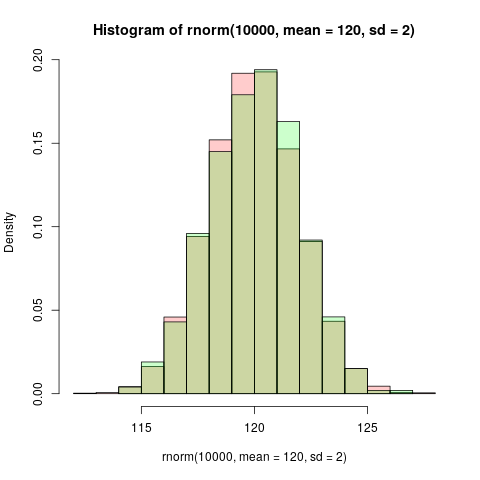 Histogram of rnorm(10000, mean = 120, sd = 2)
0.20
0.15
0.10
0.05
0.00
Density
115 120 125
rnorm(10000, mean = 120, sd = 2)